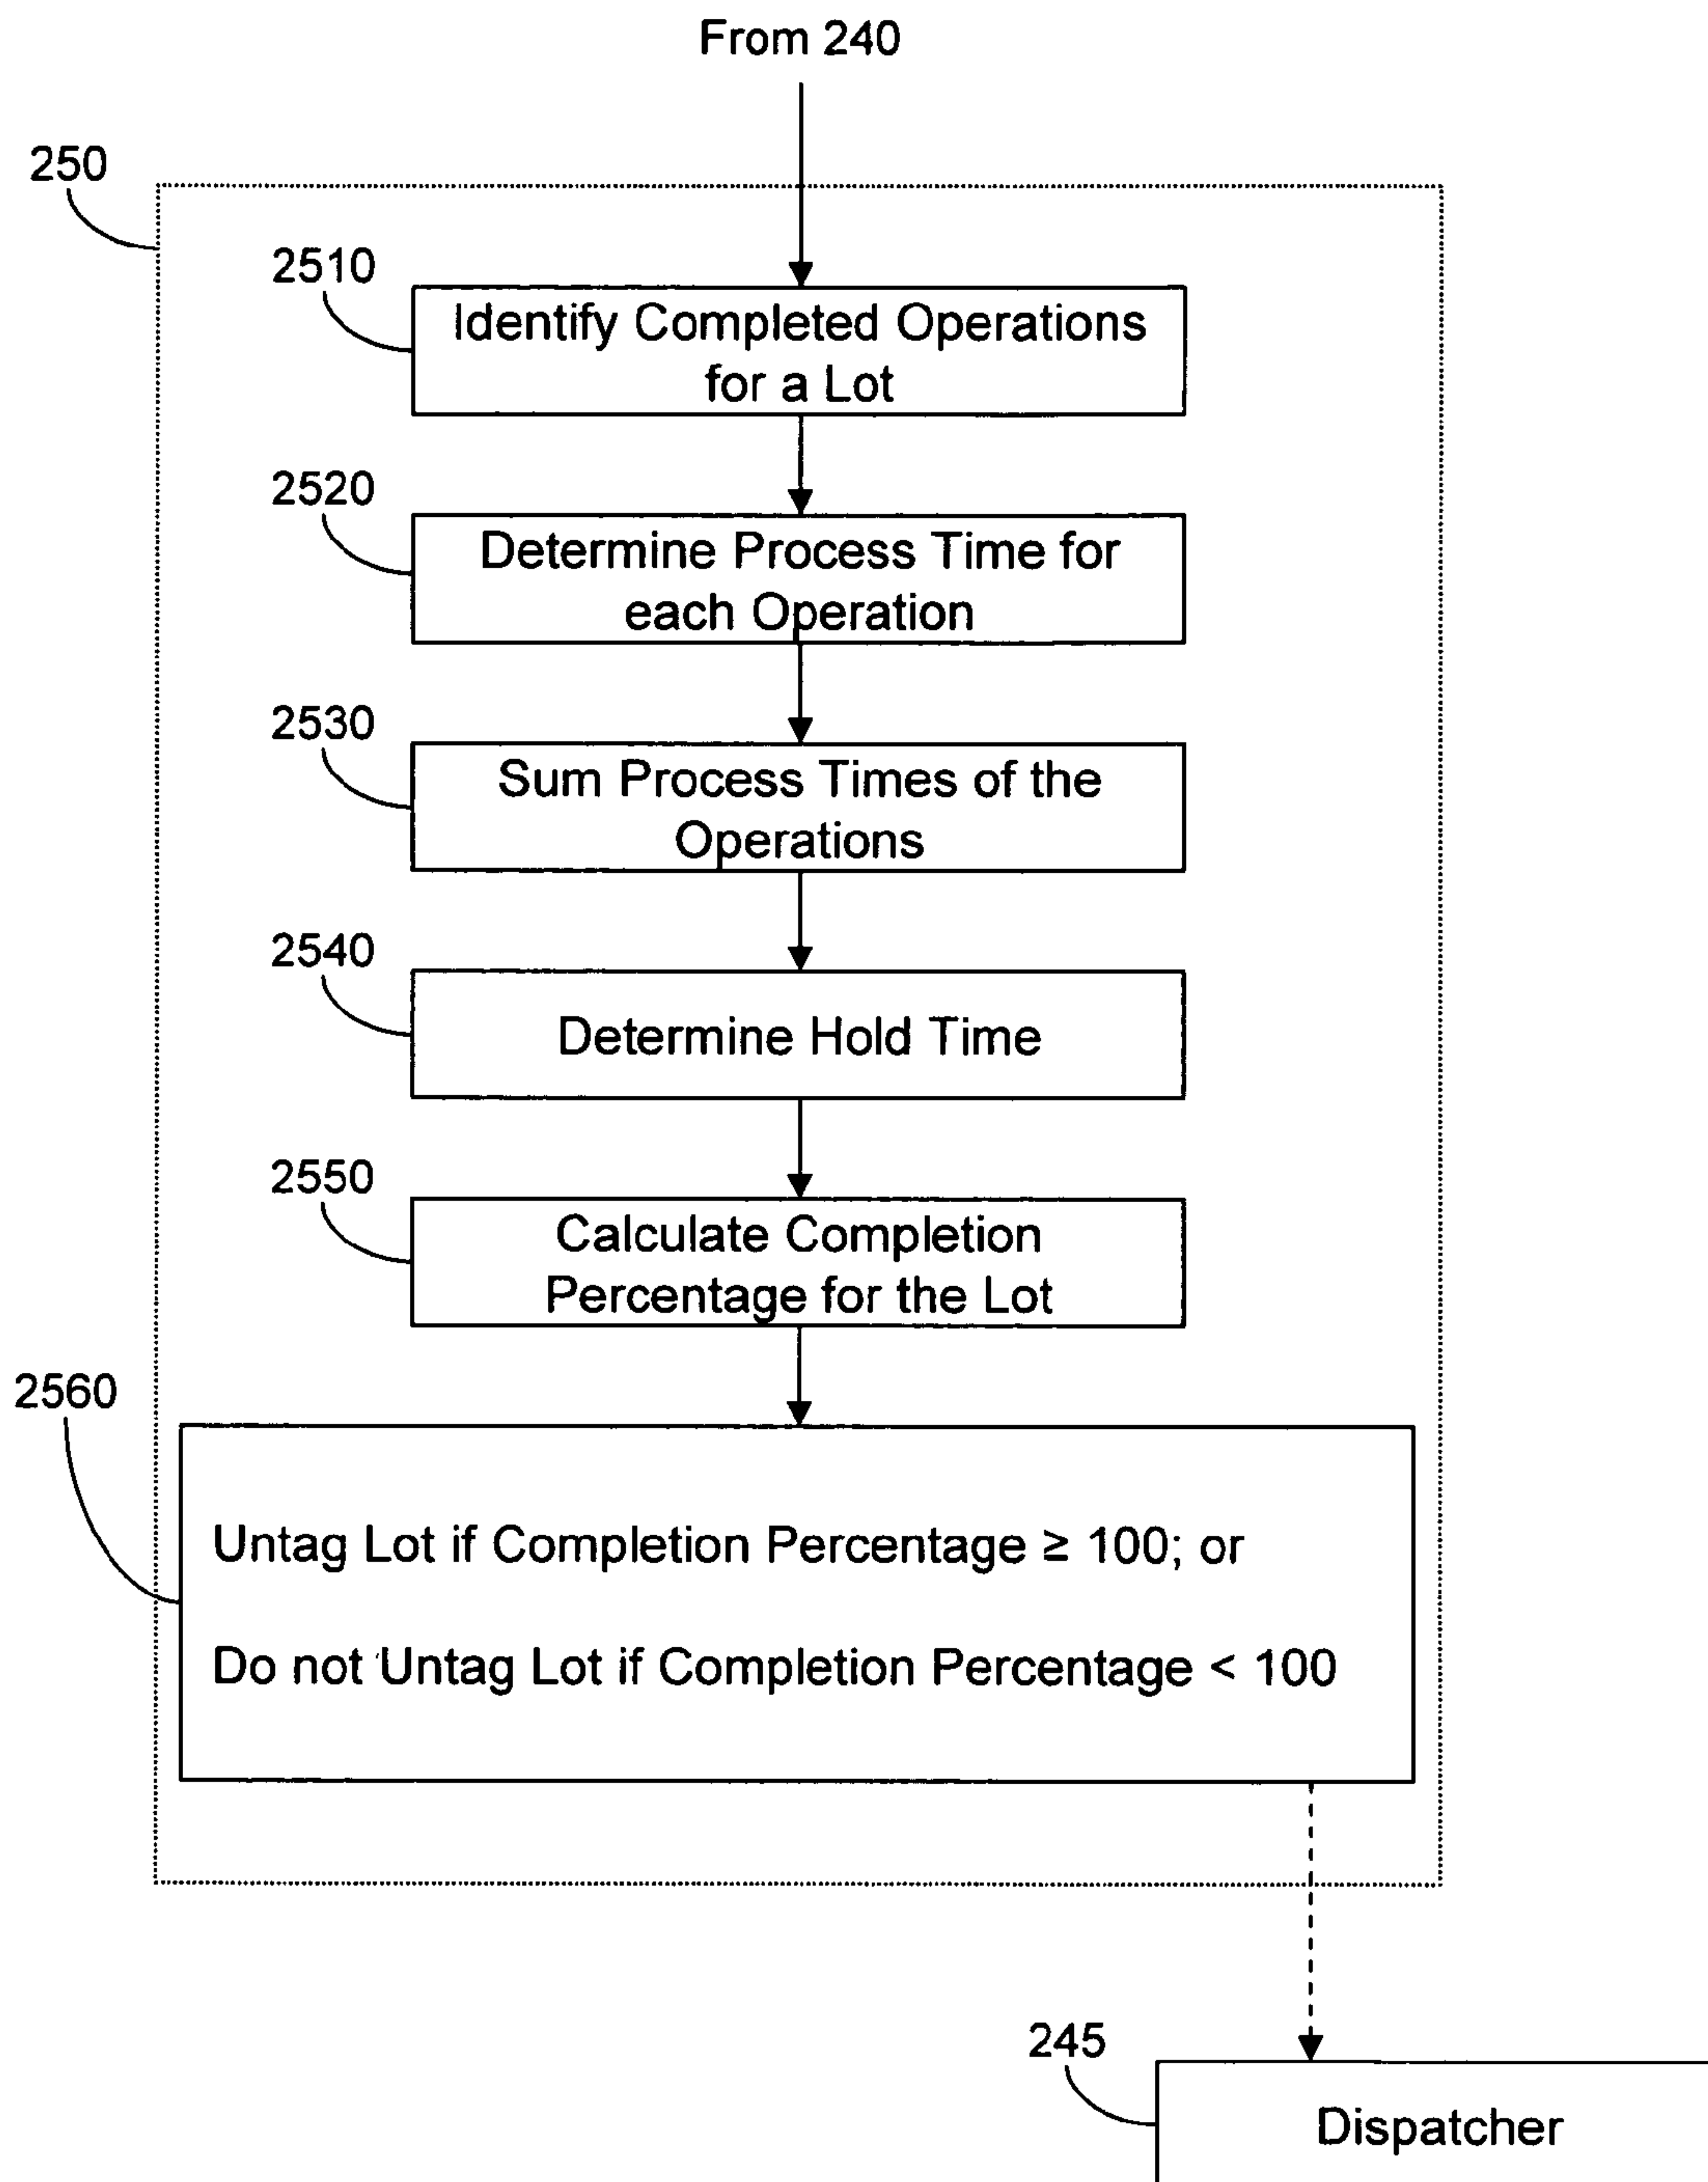 From 240
250
2510
Identify Completed Operations
for a Lot
2520
Determine Process Time for
each Operation
2530
Sum Process Times of the
Operations
2540
Determine Hold Time
2550
Calculate Completion
Percentage for the Lot
2560
Untag Lot if Completion Percentage ≥ 100; or
Do not Untag Lot if Completion Percentage < 100
245
Dispatcher